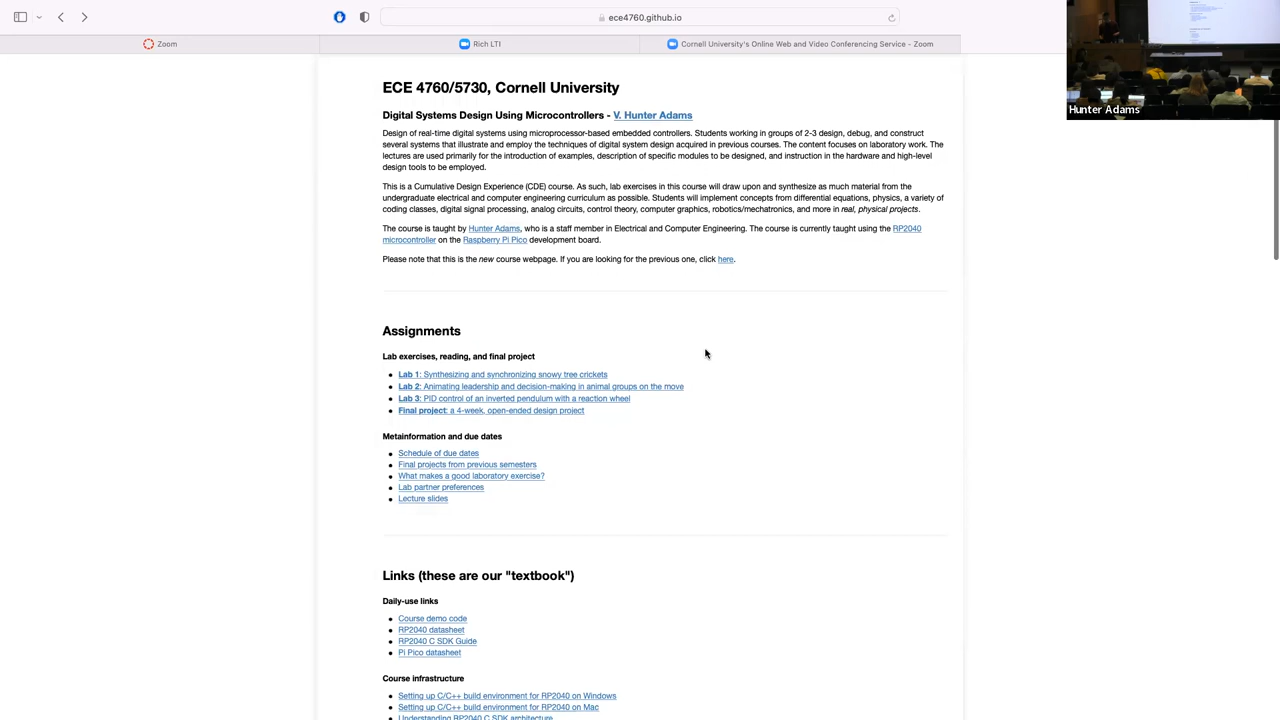 ece4760.github.io
Zoom
Rich LTI
Cornell University's Online Web and Video Conferencing Service - Zoom
Hunter Adams
ECE 4760/5730, Cornell University
Digital Systems Design Using Microcontrollers - V. Hunter Adams
Design of real-time digital systems using microprocessor-based embedded controllers. Students working in groups of 2-3 design, debug, and construct
several systems that illustrate and employ the techniques of digital system design acquired in previous courses. The content focuses on laboratory work. The
lectures are used primarily for the introduction of examples, description of specific modules to be designed, and instruction in the hardware and high-level
design tools to be employed.
This is a Cumulative Design Experience (CDE) course. As such, lab exercises in this course will draw upon and synthesize as much material from the
undergraduate electrical and computer engineering curriculum as possible. Students will implement concepts from differential equations, physics, a variety of
coding classes, digital signal processing, analog circuits, control theory, computer graphics, robotics/mechatronics, and more in real, physical projects.
The course is taught by Hunter Adams, who is a staff member in Electrical and Computer Engineering. The course is currently taught using the RP2040
microcontroller on the Raspberry Pi Pico development board.
Please note that this is the new course webpage. If you are looking for the previous one, click here.
Assignments
Lab exercises, reading, and final project
• Lab 1: Synthesizing and synchronizing snowy tree crickets
• Lab 2: Animating leadership and decision-making in animal groups on the move
• Lab 3: PID control of an inverted pendulum with a reaction wheel
• Final project: a 4-week, open-ended design project
Metainformation and due dates
• Schedule of due dates
• Final projects from previous semesters
• What makes a good laboratory exercise?
• Lab partner preferences
• Lecture slides
Links (these are our "textbook")
Daily-use links
• Course demo code
• RP2040 datasheet
• RP2040 C SDK Guide
• Pi Pico datasheet
Course infrastructure
• Setting up C/C++ build environment for RP2040 on Windows
• Setting up C/C++ build environment for RP2040 on Mac
• Understanding RP2040 C SDK architecture